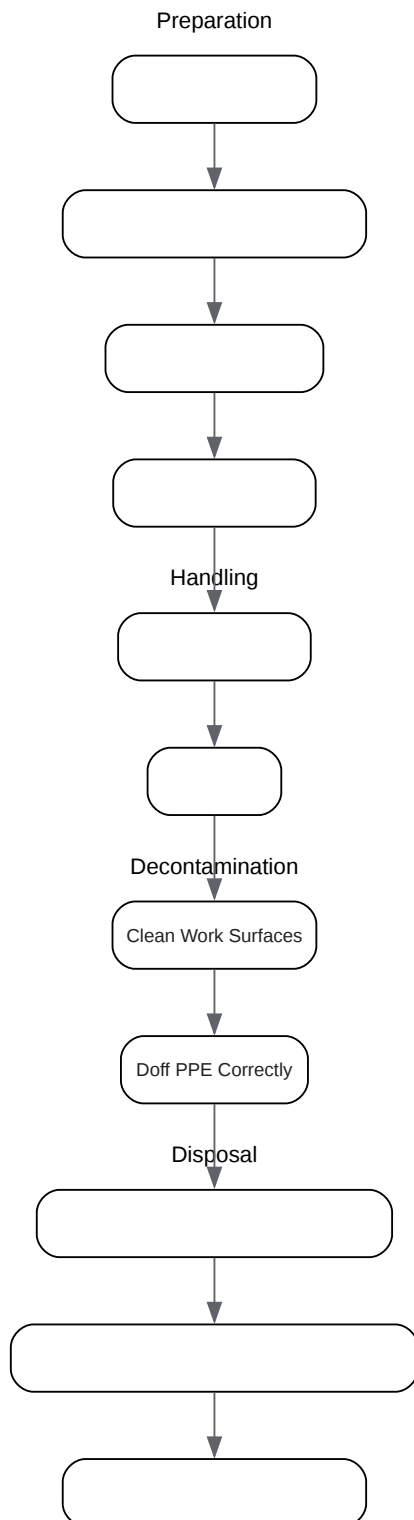 Preparation
Handling
Decontamination
Clean Work Surfaces
Doff PPE Correctly
Disposal